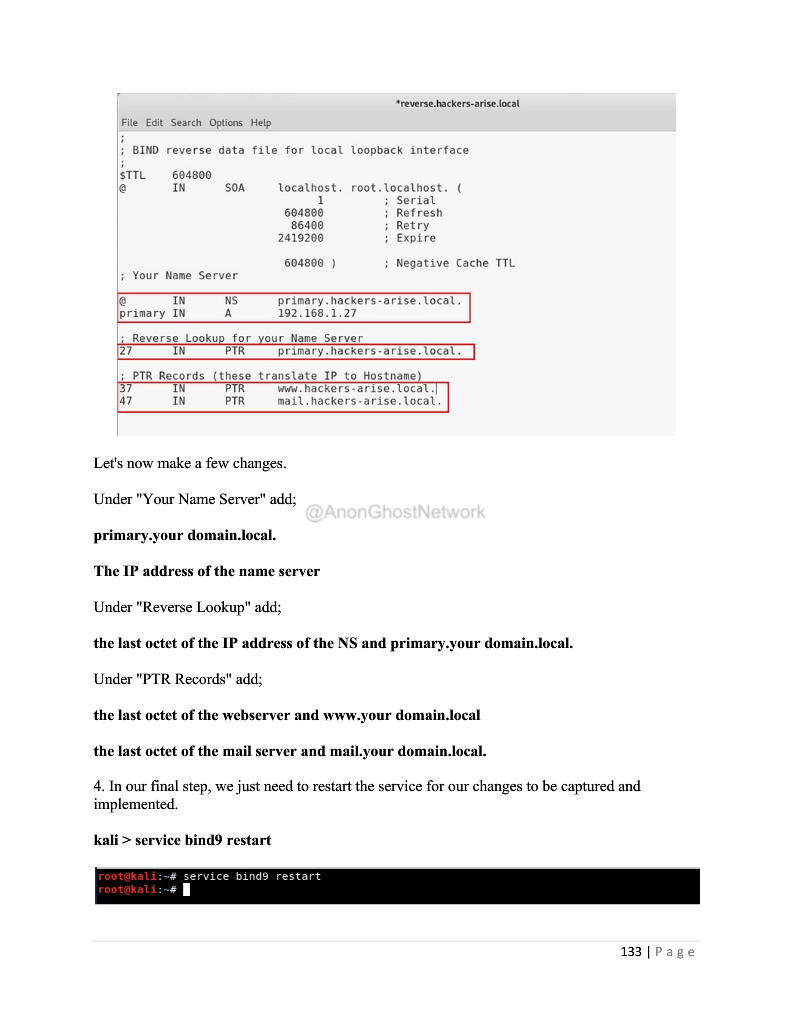 *reverse.hackers-arise.local
File Edit Search Options Help
;
; BIND reverse data file for local loopback interface
;
$TTL 604800
@ IN SOA localhost. root.localhost. (
1 ; Serial
604800 ; Refresh
86400 ; Retry
2419200 ; Expire
604800 ) ; Negative Cache TTL
; Your Name Server
@ IN NS primary.hackers-arise.local.
primary IN A 192.168.1.27
; Reverse Lookup for your Name Server
27 IN PTR primary.hackers-arise.local.
; PTR Records (these translate IP to Hostname)
37 IN PTR www.hackers-arise.local.
47 IN PTR mail.hackers-arise.local.
Let's now make a few changes.
Under "Your Name Server" add;
@AnonGhostNetwork
primary.your domain.local.
The IP address of the name server
Under "Reverse Lookup" add;
the last octet of the IP address of the NS and primary.your domain.local.
Under "PTR Records" add;
the last octet of the webserver and www.your domain.local
the last octet of the mail server and mail.your domain.local.
4. In our final step, we just need to restart the service for our changes to be captured and
implemented.
kali > service bind9 restart
root@kali:~# service bind9 restart
root@kali:~#
133 | P a g e